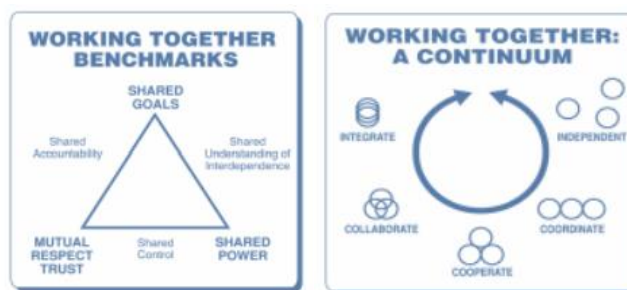 WORKING TOGETHER
BENCHMARKS
SHARED
GOALS
Shared
Accountability
Shared
Understanding of
Interdependence
MUTUAL
RESPECT
TRUST
Shared
Control
SHARED
POWER
WORKING TOGETHER:
A CONTINUUM
INTEGRATE
INDEPENDENT
COLLABORATE
COORDINATE
COOPERATE